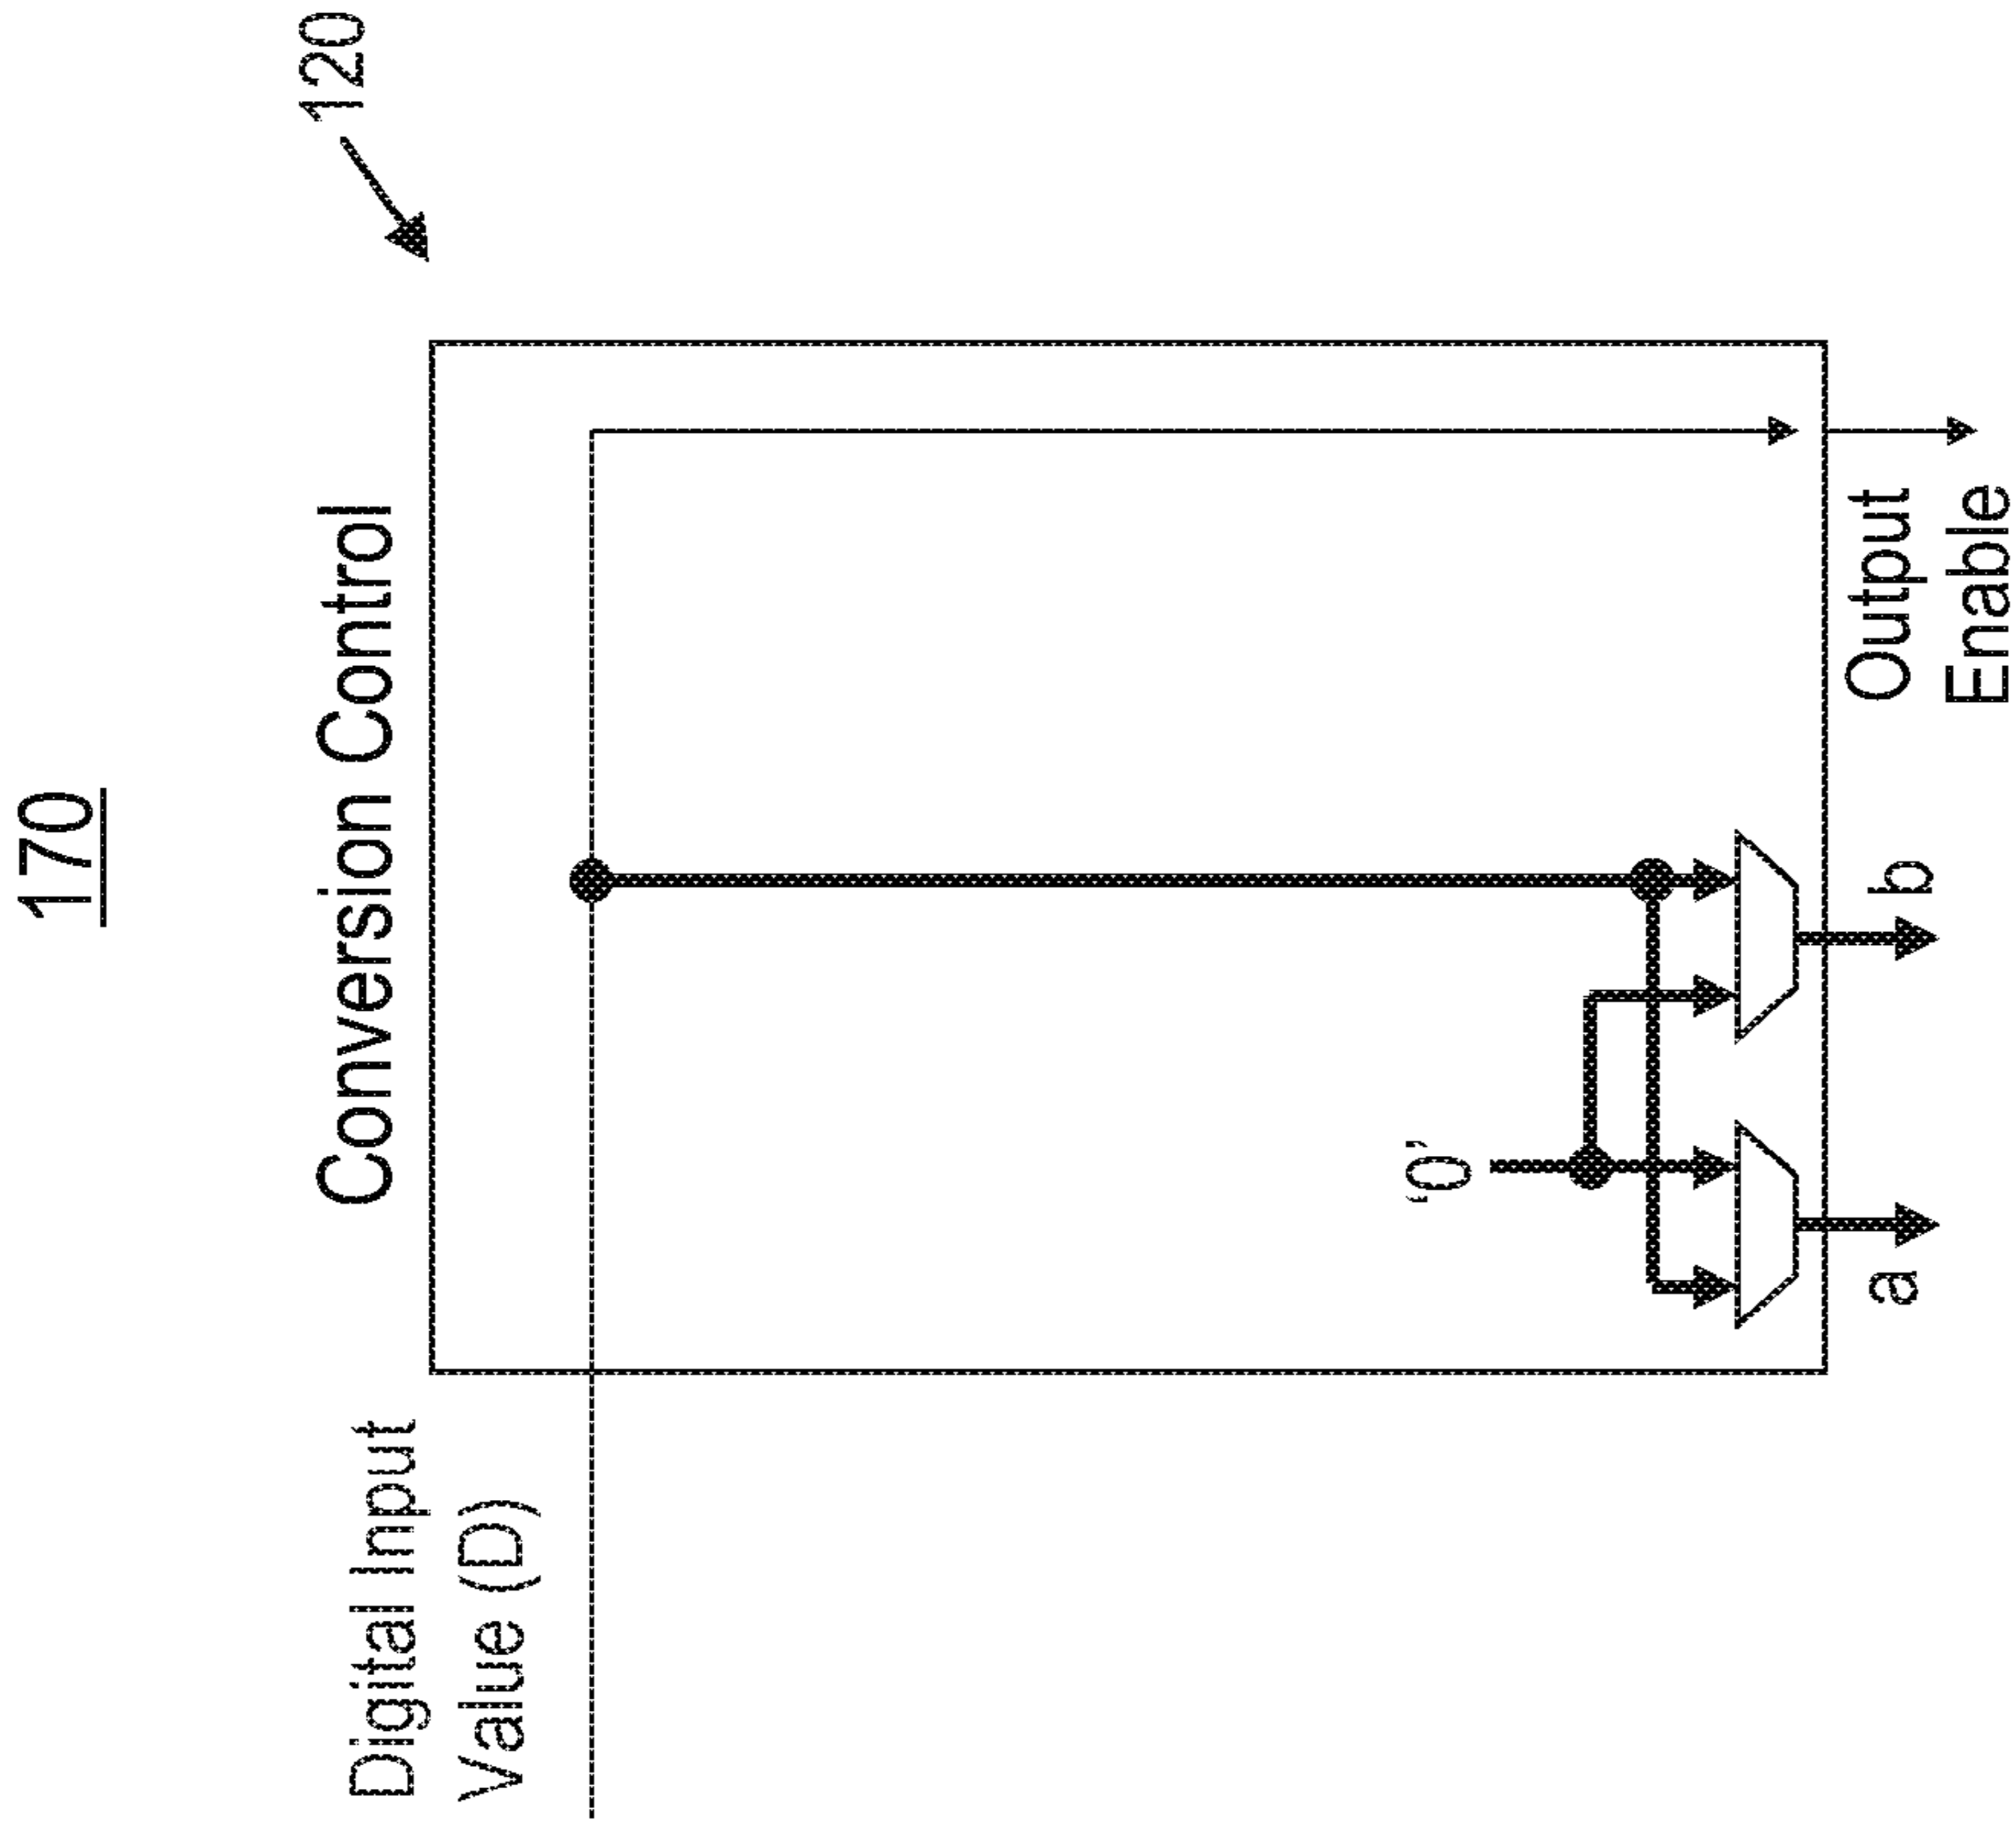 170
120
Conversion Control
Digital Input
Value (D)
‘0’
a
b
Output
Enable